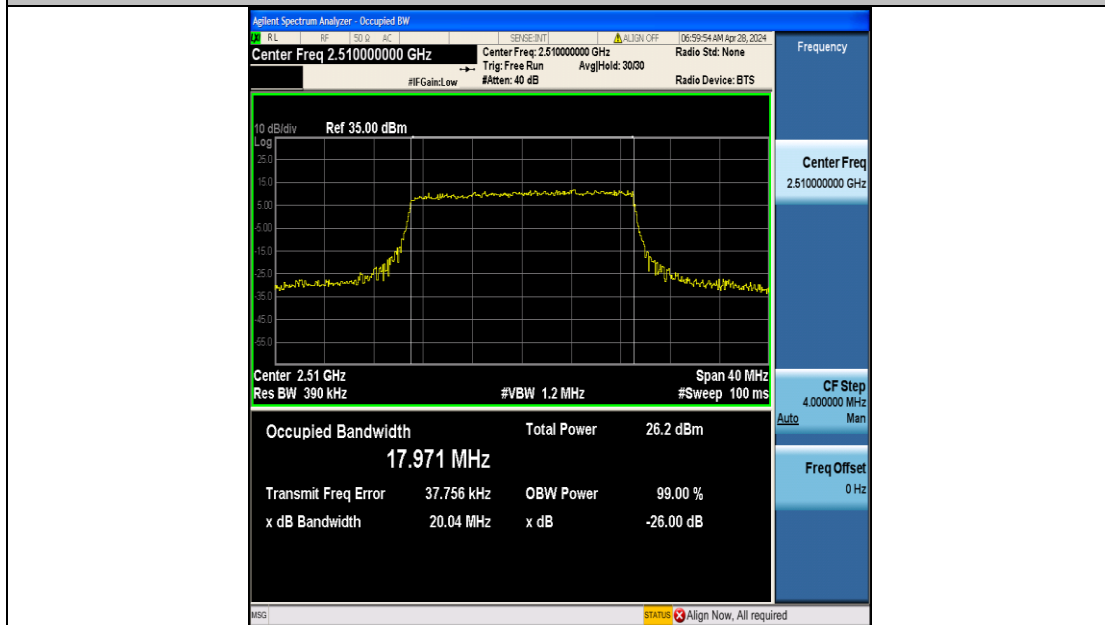 Agilent Spectrum Analyzer - Occupied BW
LXI RL RF 50 Ω AC SENSE:INT ALIGN OFF 06:59:54 AM Apr 28, 2024
Center Freq 2.510000000 GHz
Center Freq: 2.510000000 GHz Radio Std: None
Trig: Free Run Avg|Hold: 30/30
#IFGain:Low #Atten: 40 dB Radio Device: BTS
Frequency
10 dB/div Ref 35.00 dBm
Log
25.0
15.0
5.00
-5.00
-15.0
-25.0
-35.0
-45.0
-55.0
Center 2.51 GHz Span 40 MHz
Res BW 390 kHz #VBW 1.2 MHz #Sweep 100 ms
Occupied Bandwidth Total Power 26.2 dBm
17.971 MHz
Transmit Freq Error 37.756 kHz OBW Power 99.00 %
x dB Bandwidth 20.04 MHz x dB -26.00 dB
Center Freq
2.510000000 GHz
CF Step
4.000000 MHz
Auto Man
Freq Offset
0 Hz
MSG STATUS Align Now, All required